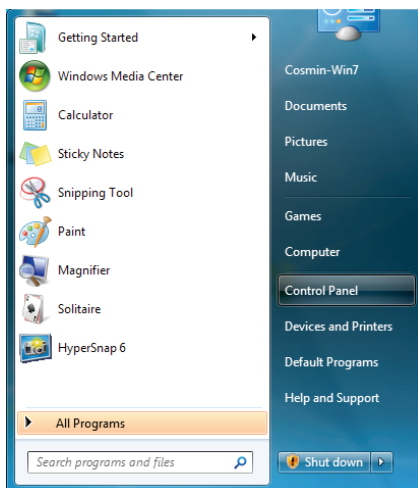 Getting Started
Windows Media Center
Calculator
Sticky Notes
Snipping Tool
Paint
Magnifier
Solitaire
HyperSnap 6
All Programs
Search programs and files
Cosmin-Win7
Documents
Pictures
Music
Games
Computer
Control Panel
Devices and Printers
Default Programs
Help and Support
Shut down